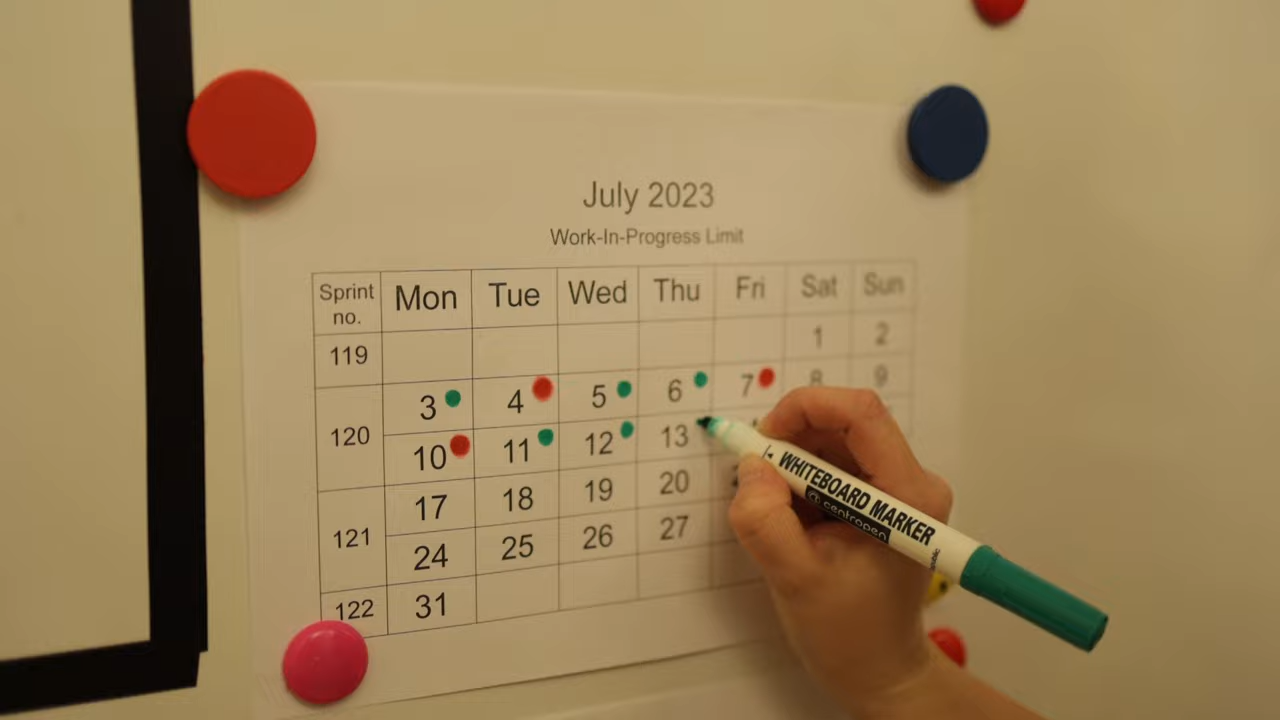 July 2023
Work-In-Progress Limit
Sprint no. Mon Tue Wed Thu Fri Sat Sun
119 1 2
120 3 4 5 6 7 8 9
10 11 12 13
121 17 18 19 20
24 25 26 27
122 31
WHITEBOARD MARKER
centropen